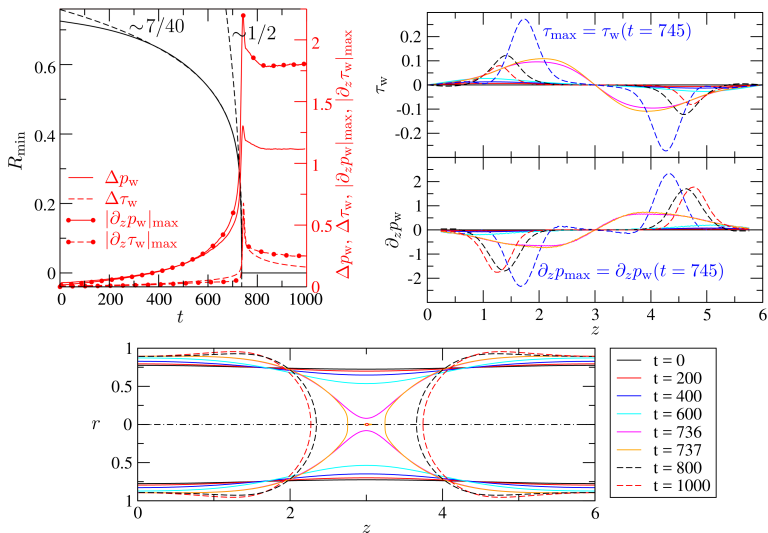 ∼7/40
∼1/2
R_min
0.6
0.4
0.2
0
0 200 400 600 800 1000
t
2
1.5
1
0.5
0
Δp_w, Δτ_w, |∂_z p_w|_max, |∂_z τ_w|_max
Δp_w
Δτ_w
|∂_z p_w|_max
|∂_z τ_w|_max
τ_max = τ_w(t = 745)
τ_w
0.2
0.1
0
-0.1
-0.2
∂_z p_w
2
1
0
-1
-2
∂_z p_max = ∂_z p_w(t = 745)
0 1 2 3 4 5 6
z
r
1
0.5
0
0.5
1
0 2 4 6
z
t = 0
t = 200
t = 400
t = 600
t = 736
t = 737
t = 800
t = 1000